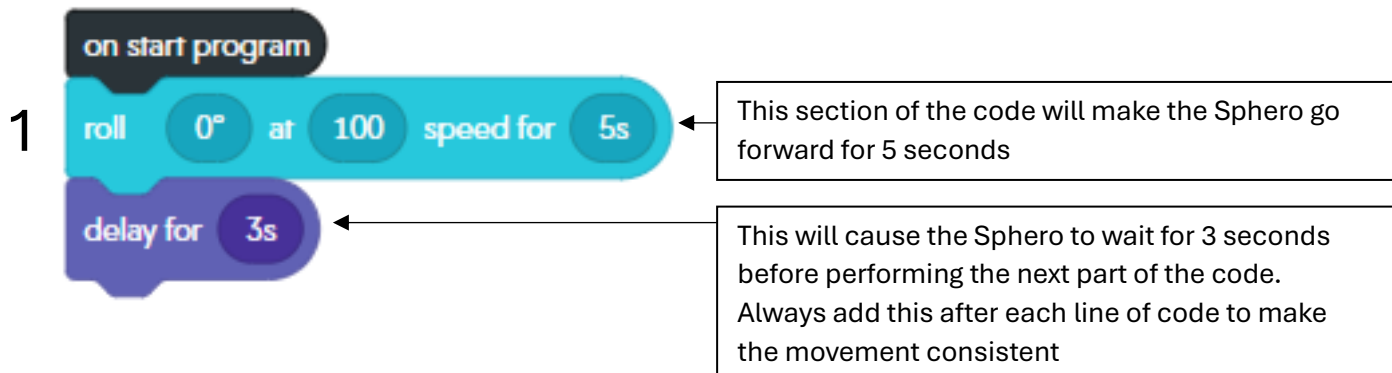 on start program
1
roll 0° at 100 speed for 5s
This section of the code will make the Sphero go
forward for 5 seconds
delay for 3s
This will cause the Sphero to wait for 3 seconds
before performing the next part of the code.
Always add this after each line of code to make
the movement consistent